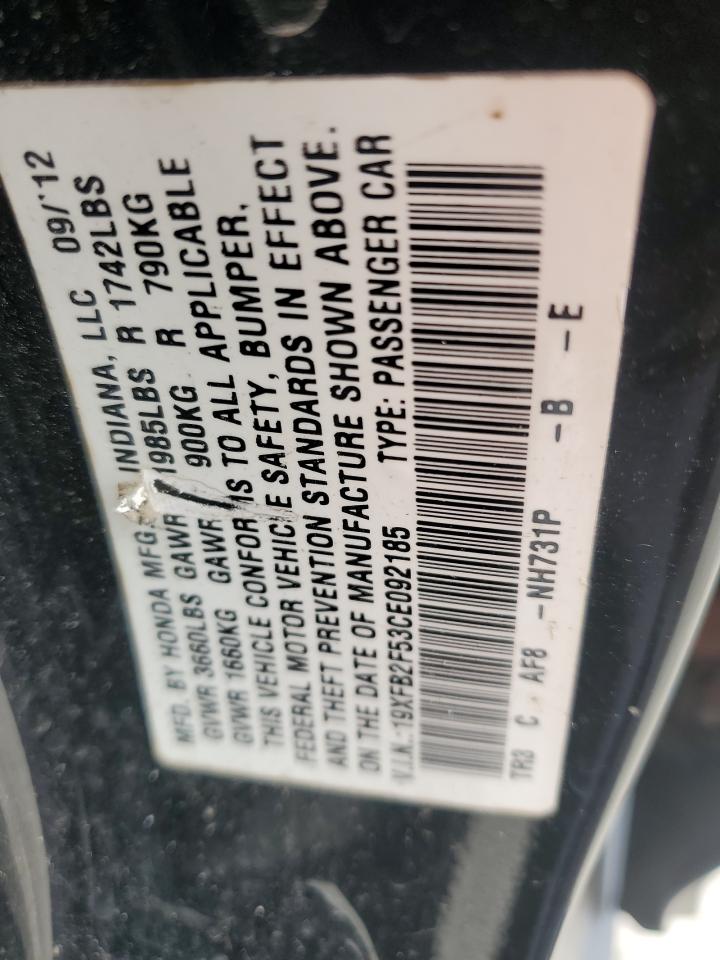 MFD. BY HONDA MFG. INDIANA, LLC 09/'12
GVWR 3660LBS GAWR 1985LBS R 1742LBS
GVWR 1660KG GAWR 900KG R 790KG
THIS VEHICLE CONFORMS TO ALL APPLICABLE
FEDERAL MOTOR VEHICLE SAFETY, BUMPER,
AND THEFT PREVENTION STANDARDS IN EFFECT
ON THE DATE OF MANUFACTURE SHOWN ABOVE.
V.I.N.:19XFB2F53CE092185 TYPE: PASSENGER CAR
TR3 C AF8 -NH731P -B -E